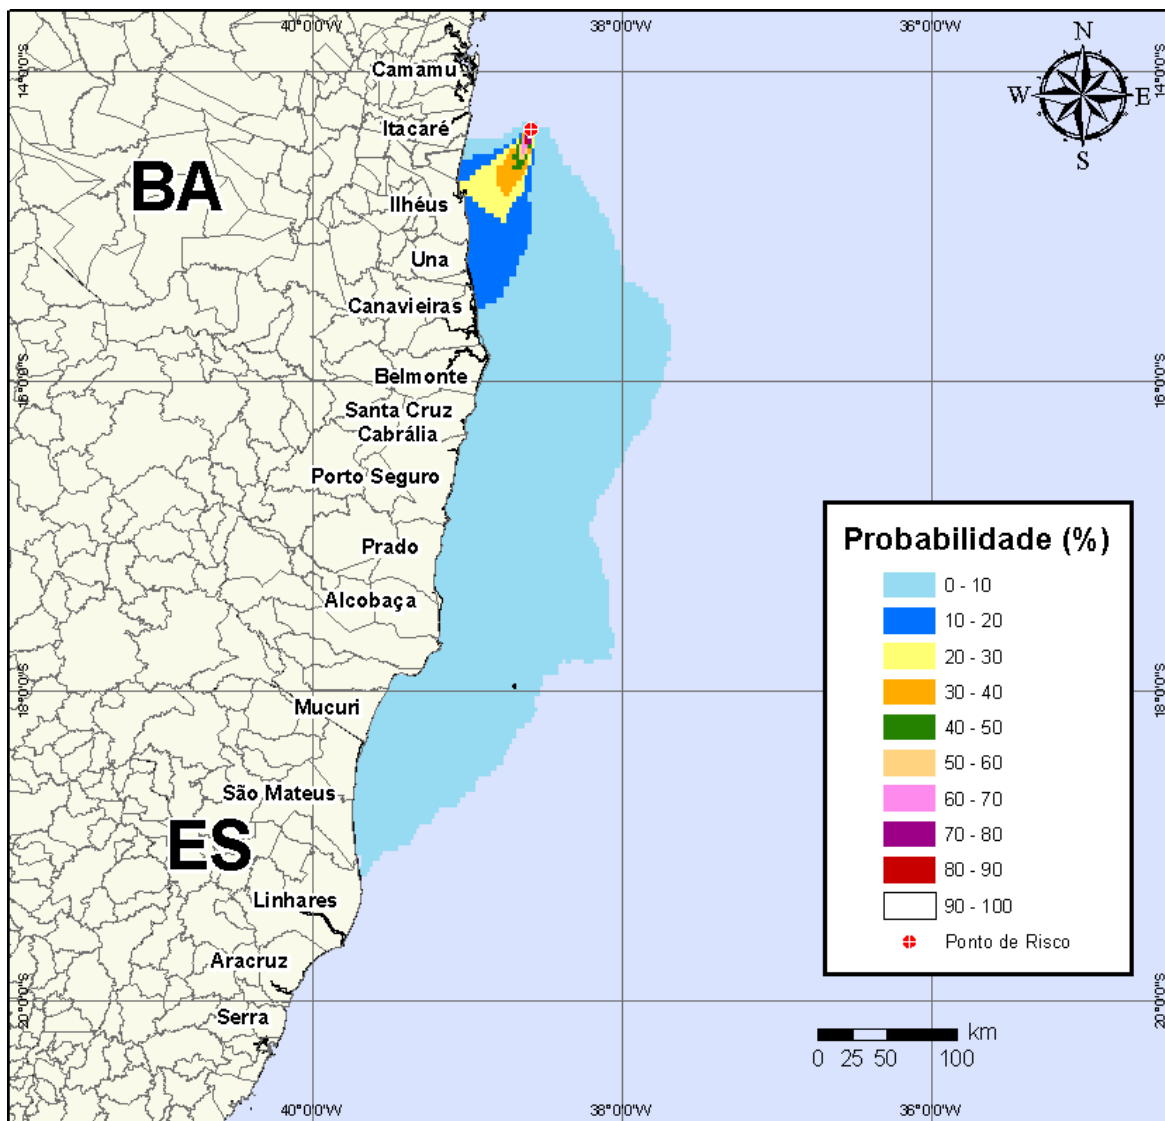 40°0'0"W
38°0'0"W
36°0'0"W
N
W
E
S
14°0'0"S
14°0'0"S
Camamu
Itacaré
BA
Ilhéus
Una
Canavieiras
16°0'0"S
16°0'0"S
Belmonte
Santa Cruz
Cabrália
Porto Seguro
Prado
Alcobaça
18°0'0"S
18°0'0"S
Mucuri
São Mateus
ES
Linhares
Aracruz
20°0'0"S
20°0'0"S
Serra
Probabilidade (%)
0 - 10
10 - 20
20 - 30
30 - 40
40 - 50
50 - 60
60 - 70
70 - 80
80 - 90
90 - 100
Ponto de Risco
km
0 25 50 100
40°0'0"W
38°0'0"W
36°0'0"W